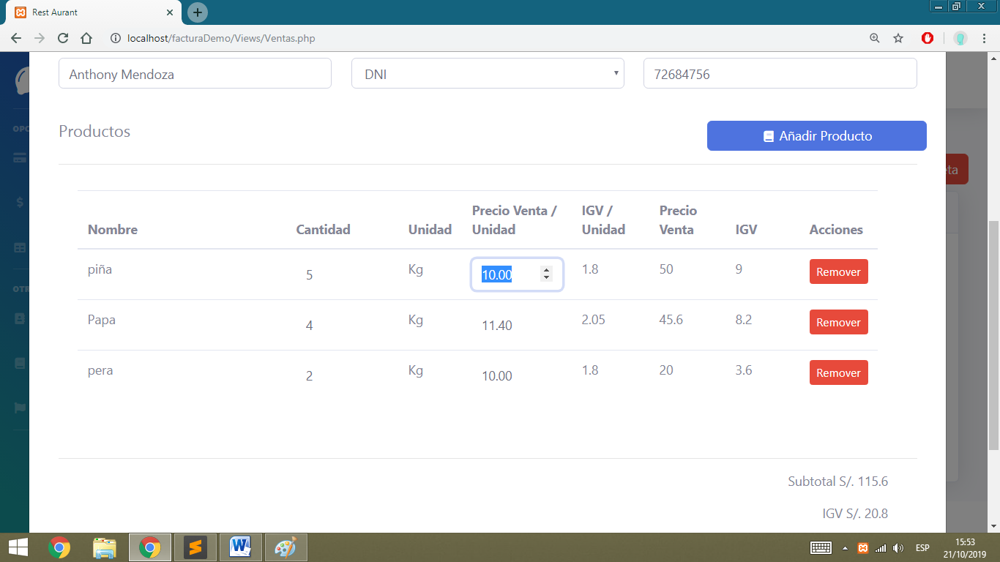 Rest Aurant
localhost/facturaDemo/Views/Ventas.php
Anthony Mendoza DNI 72684756
OPC
Productos Añadir Producto
eta
Nombre Cantidad Unidad Precio Venta / Unidad IGV / Unidad Precio Venta IGV Acciones
piña 5 Kg 10.00 1.8 50 9 Remover
OTR
Papa 4 Kg 11.40 2.05 45.6 8.2 Remover
pera 2 Kg 10.00 1.8 20 3.6 Remover
Subtotal S/. 115.6
IGV S/. 20.8
ESP
15:53
21/10/2019